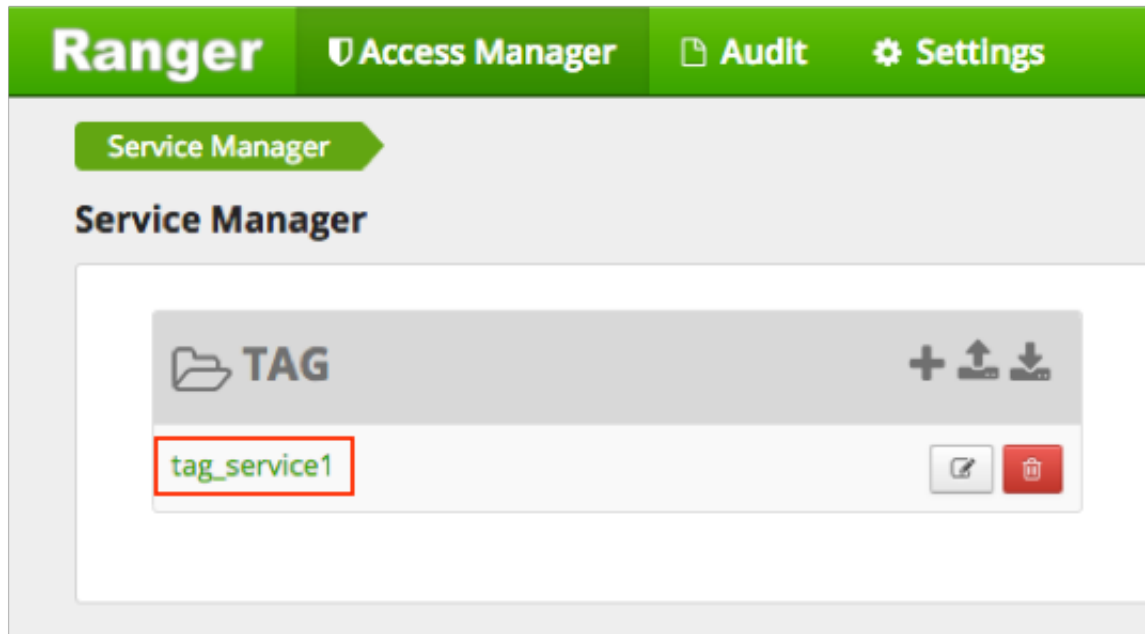 Ranger Access Manager Audit Settings
Service Manager
Service Manager
TAG
tag_service1